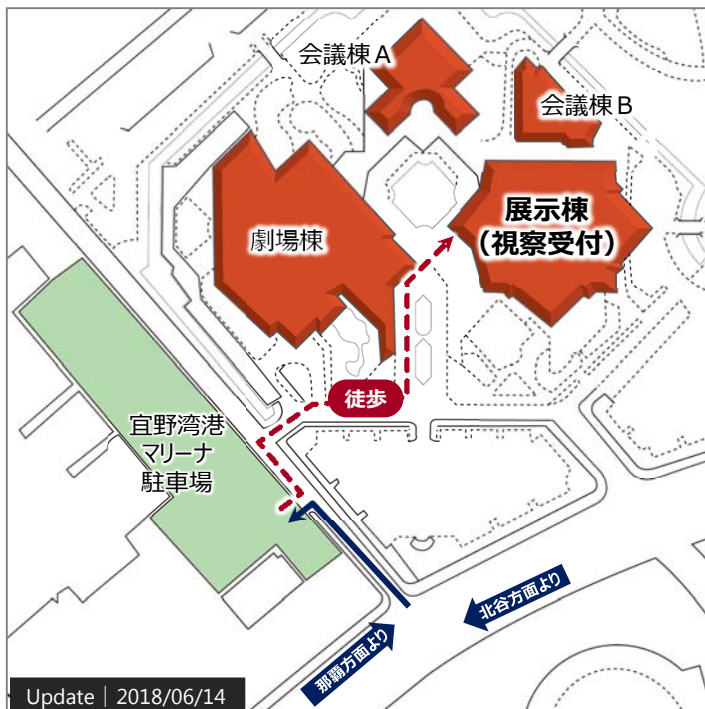 会議棟A
会議棟B
展示棟
（視察受付）
劇場棟
徒歩
宜野湾港
マリーナ
駐車場
北谷方面より
那覇方面より
Update｜2018/06/14